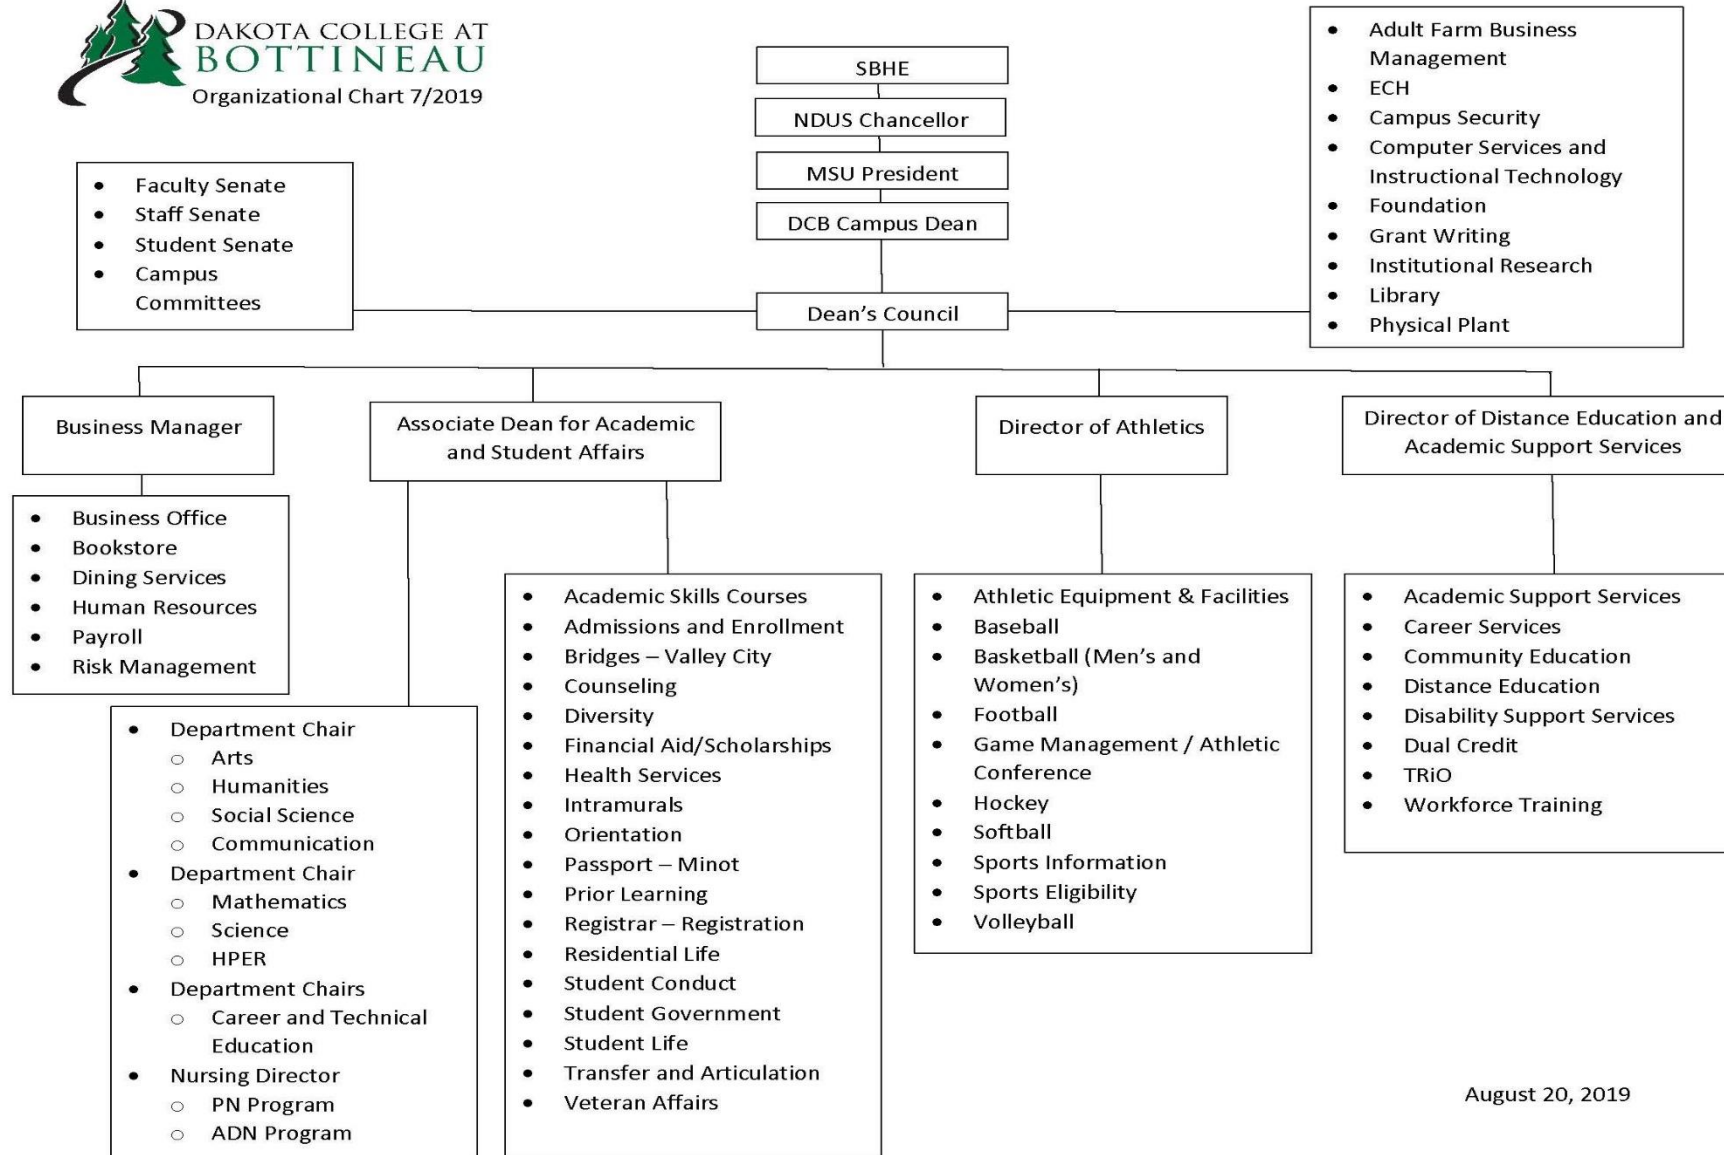 DAKOTA COLLEGE AT
BOTTINEAU
Organizational Chart 7/2019
SBHE
NDUS Chancellor
MSU President
DCB Campus Dean
Dean's Council
• Faculty Senate
• Staff Senate
• Student Senate
• Campus
Committees
• Adult Farm Business
Management
• ECH
• Campus Security
• Computer Services and
Instructional Technology
• Foundation
• Grant Writing
• Institutional Research
• Library
• Physical Plant
Business Manager
• Business Office
• Bookstore
• Dining Services
• Human Resources
• Payroll
• Risk Management
Associate Dean for Academic
and Student Affairs
• Department Chair
○ Arts
○ Humanities
○ Social Science
○ Communication
• Department Chair
○ Mathematics
○ Science
○ HPER
• Department Chairs
○ Career and Technical
Education
• Nursing Director
○ PN Program
○ ADN Program
• Academic Skills Courses
• Admissions and Enrollment
• Bridges – Valley City
• Counseling
• Diversity
• Financial Aid/Scholarships
• Health Services
• Intramurals
• Orientation
• Passport – Minot
• Prior Learning
• Registrar – Registration
• Residential Life
• Student Conduct
• Student Government
• Student Life
• Transfer and Articulation
• Veteran Affairs
Director of Athletics
• Athletic Equipment & Facilities
• Baseball
• Basketball (Men's and
Women's)
• Football
• Game Management / Athletic
Conference
• Hockey
• Softball
• Sports Information
• Sports Eligibility
• Volleyball
Director of Distance Education and
Academic Support Services
• Academic Support Services
• Career Services
• Community Education
• Distance Education
• Disability Support Services
• Dual Credit
• TRiO
• Workforce Training
August 20, 2019